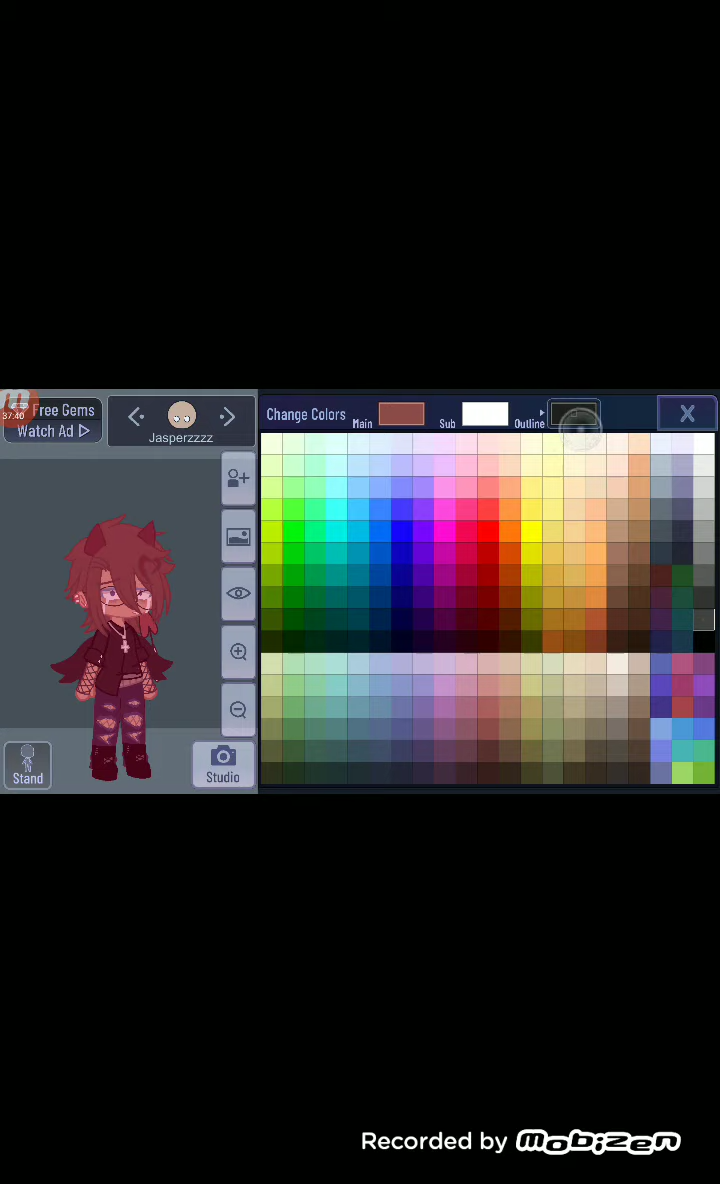 37:40
Free Gems
Watch Ad
Jasperzzzz
Change Colors
Main
Sub
Outline
X
Stand
Studio
Recorded by mobizen